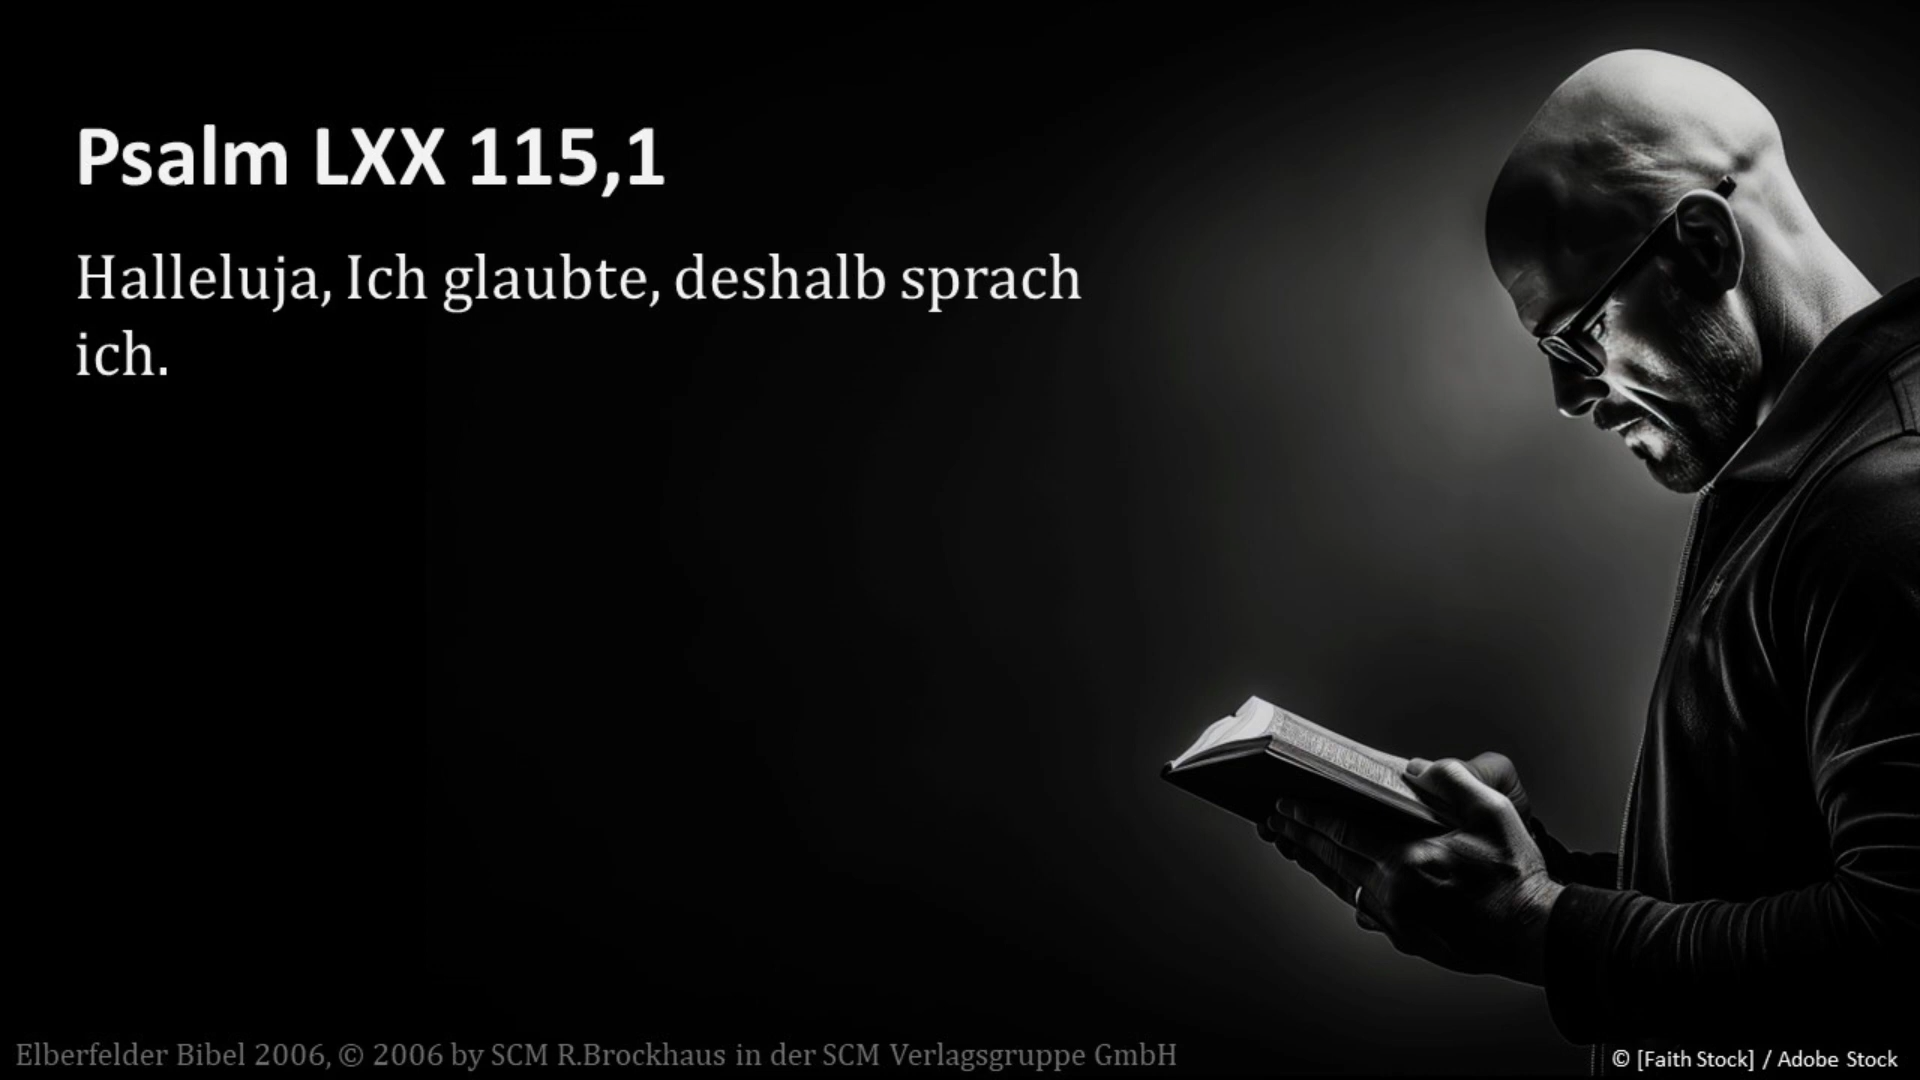 Psalm LXX 115,1
Halleluja, Ich glaubte, deshalb sprach
ich.
Elberfelder Bibel 2006, © 2006 by SCM R.Brockhaus in der SCM Verlagsgruppe GmbH
© [Faith Stock] / Adobe Stock